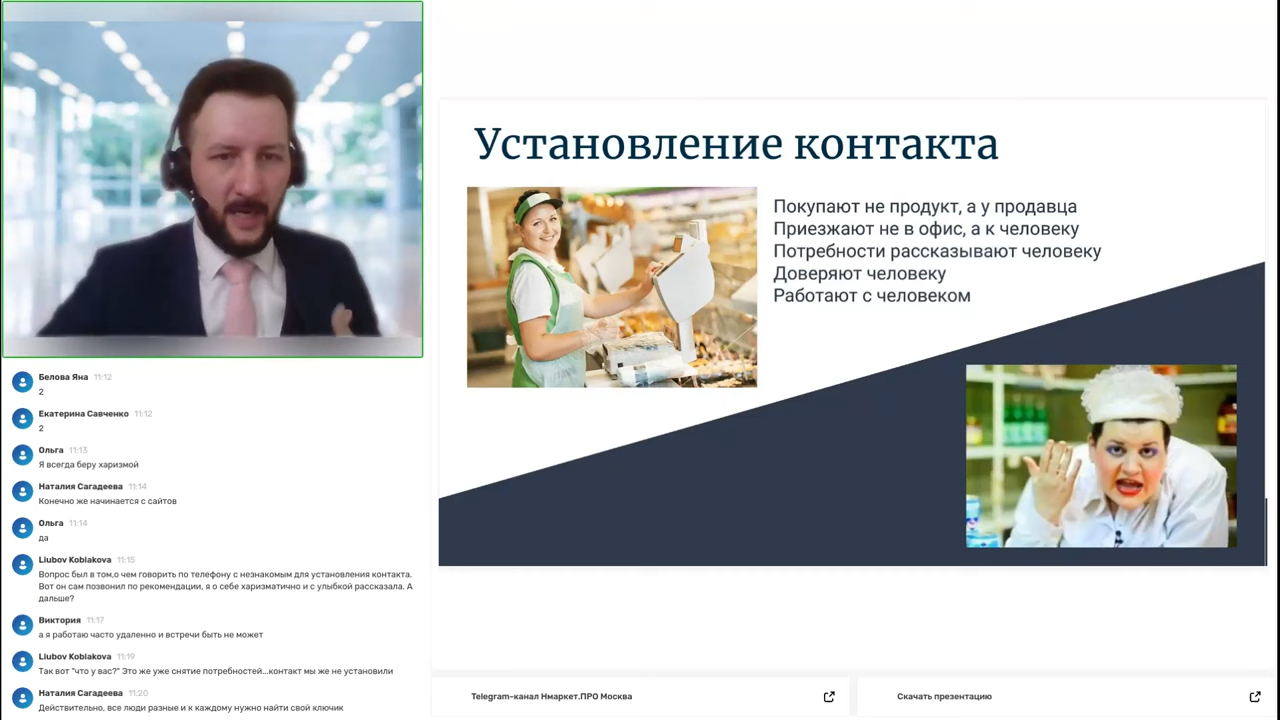 Установление контакта
Покупают не продукт, а у продавца
Приезжают не в офис, а к человеку
Потребности рассказывают человеку
Доверяют человеку
Работают с человеком
Белова Яна 11:12
2
Екатерина Савченко 11:12
2
Ольга 11:13
Я всегда беру харизмой
Наталия Сагадеева 11:14
Конечно же начинается с сайтов
Ольга 11:14
да
Liubov Koblakova 11:15
Вопрос был в том,о чем говорить по телефону с незнакомым для установления контакта.
Вот он сам позвонил по рекомендации, я о себе харизматично и с улыбкой рассказала. А
дальше?
Виктория 11:17
а я работаю часто удаленно и встречи быть не может
Liubov Koblakova 11:19
Так вот "что у вас?" Это же уже снятие потребностей...контакт мы же не установили
Наталия Сагадеева 11:20
Действительно, все люди разные и к каждому нужно найти свой ключик
Telegram-канал Нмаркет.ПРО Москва
Скачать презентацию